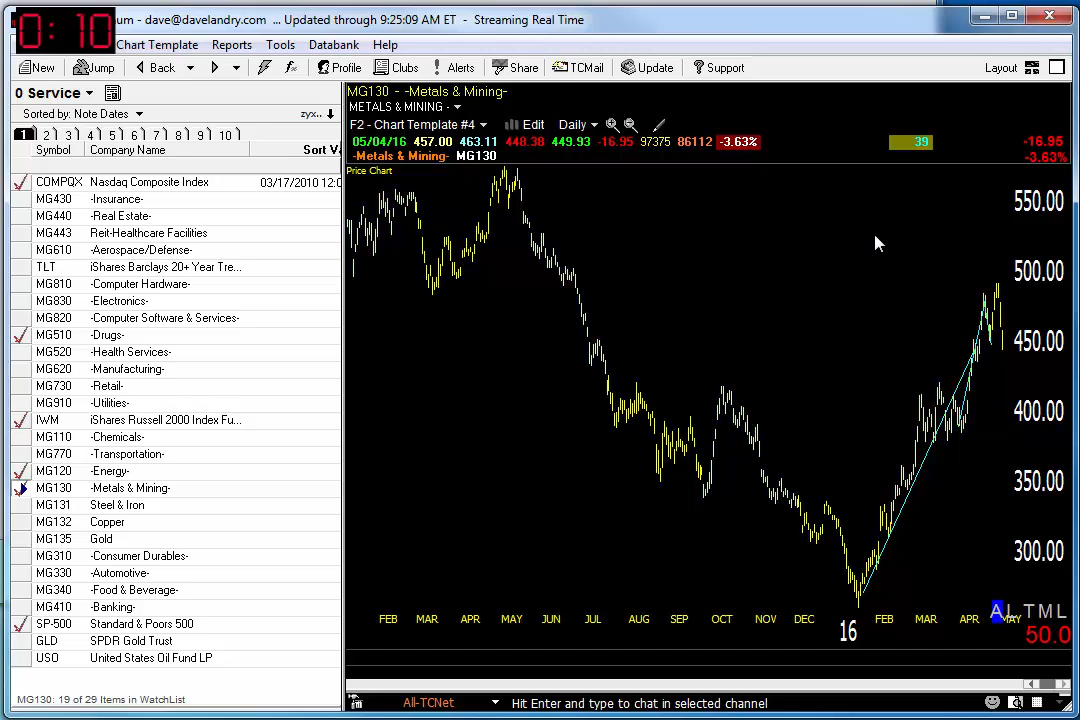 0:10
um - dave@davelandry.com ... Updated through 9:25:09 AM ET - Streaming Real Time
Chart Template Reports Tools Databank Help
New Jump Back Profile Clubs Alerts Share TCMail Update Support Layout
0 Service
Sorted by: Note Dates zyx..
1 2 3 4 5 6 7 8 9 10
Symbol Company Name Sort V
COMPQX Nasdaq Composite Index 03/17/2010 12:0
MG430 -Insurance-
MG440 -Real Estate-
MG443 Reit-Healthcare Facilities
MG610 -Aerospace/Defense-
TLT iShares Barclays 20+ Year Tre...
MG810 -Computer Hardware-
MG830 -Electronics-
MG820 -Computer Software & Services-
MG510 -Drugs-
MG520 -Health Services-
MG620 -Manufacturing-
MG730 -Retail-
MG910 -Utilities-
IWM iShares Russell 2000 Index Fu...
MG110 -Chemicals-
MG770 -Transportation-
MG120 -Energy-
MG130 -Metals & Mining-
MG131 Steel & Iron
MG132 Copper
MG135 Gold
MG310 -Consumer Durables-
MG330 -Automotive-
MG340 -Food & Beverage-
MG410 -Banking-
SP-500 Standard & Poors 500
GLD SPDR Gold Trust
USO United States Oil Fund LP
MG130: 19 of 29 Items in WatchList
MG130 - -Metals & Mining-
METALS & MINING -
F2 - Chart Template #4 Edit Daily
05/04/16 457.00 463.11 448.38 449.93 -16.95 97375 86112 -3.63% 39 -16.95
-Metals & Mining- MG130 -3.63%
Price Chart
550.00
500.00
450.00
400.00
350.00
300.00
A L T M L
FEB MAR APR MAY JUN JUL AUG SEP OCT NOV DEC 16 FEB MAR APR MAY
50.0
All-TCNet Hit Enter and type to chat in selected channel